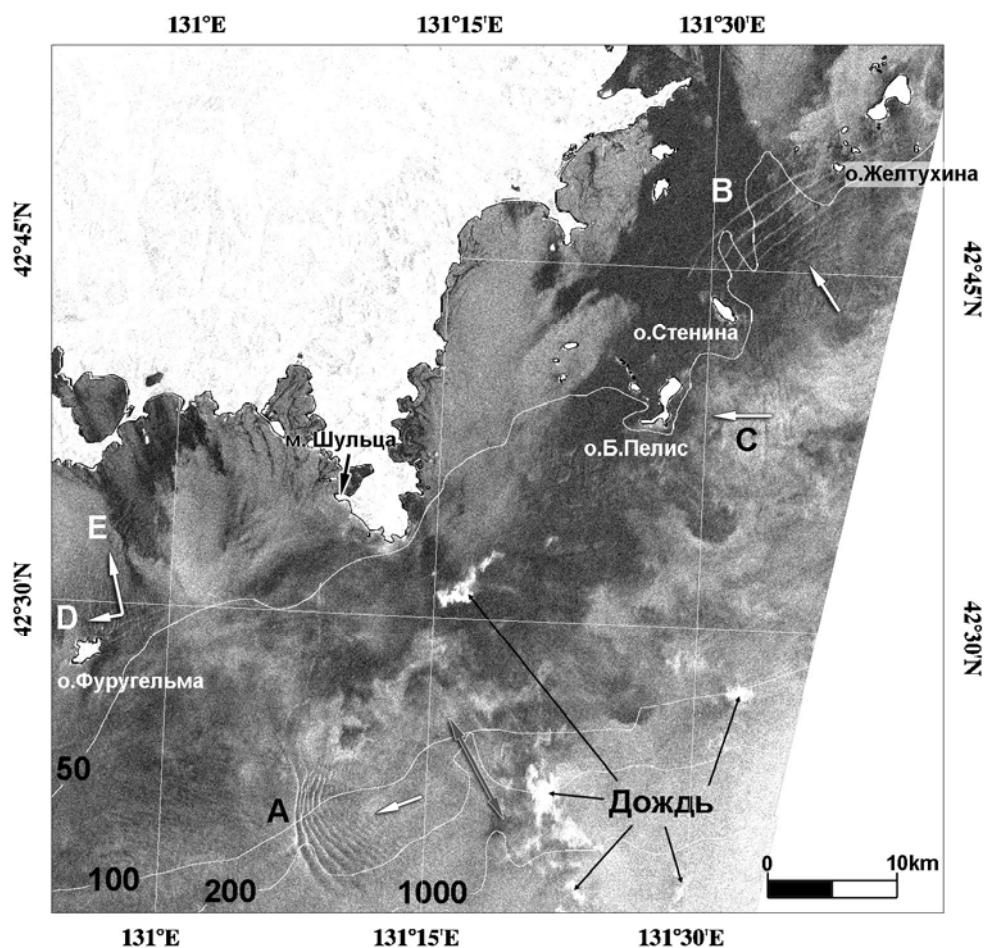 131°E 131°15'E 131°30'E
о.Желтухина
B
42°45'N
42°45'N
о.Стенина
м. Шульца
о.Б.Пелис
C
E
42°30'N
D
42°30'N
о.Фуругельма
50
A
Дождь
0 10km
100 200 1000
131°E 131°15'E 131°30'E